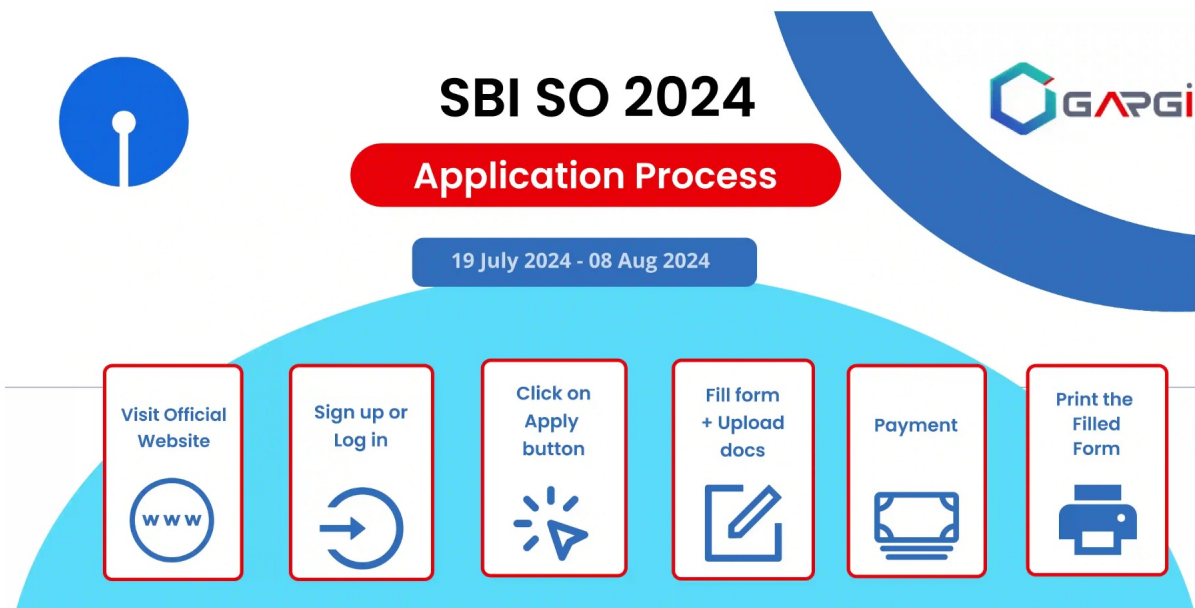 SBI SO 2024
GARGI
Application Process
19 July 2024 - 08 Aug 2024
Visit Official
Website
www
Sign up or
Log in
Click on
Apply
button
Fill form
+ Upload
docs
Payment
Print the
Filled
Form